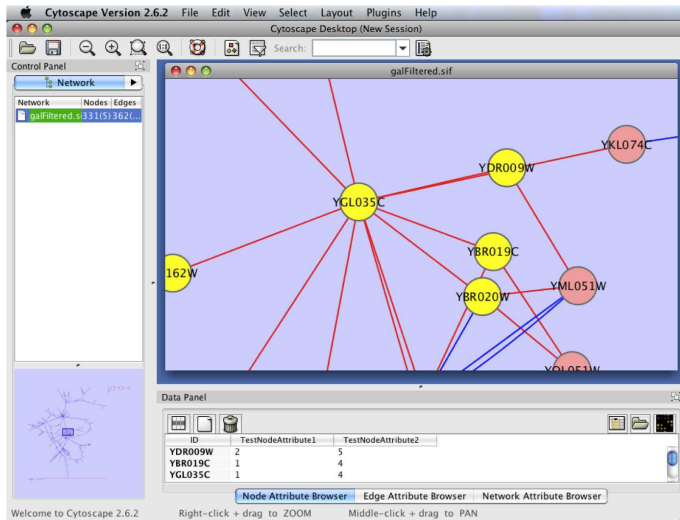 Cytoscape Version 2.6.2 File Edit View Select Layout Plugins Help
Cytoscape Desktop (New Session)
Search:
Control Panel
Network
Network Nodes Edges
galFiltered.si 331(5) 362(...
galFiltered.sif
YKL074C
YDR009W
YGL035C
YBR019C
162W
YML051W
YBR020W
YOL051W
Data Panel
ID TestNodeAttribute1 TestNodeAttribute2
YDR009W 2 5
YBR019C 1 4
YGL035C 1 4
Node Attribute Browser Edge Attribute Browser Network Attribute Browser
Welcome to Cytoscape 2.6.2 Right-click + drag to ZOOM Middle-click + drag to PAN